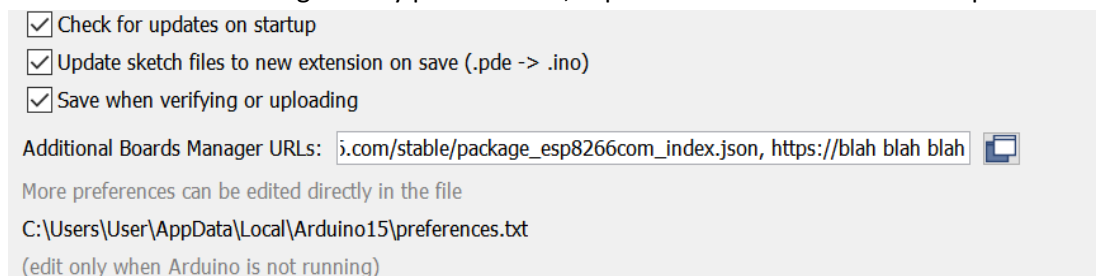 Check for updates on startup
Update sketch files to new extension on save (.pde -> .ino)
Save when verifying or uploading
Additional Boards Manager URLs: .com/stable/package_esp8266com_index.json, https://blah blah blah
More preferences can be edited directly in the file
C:\Users\User\AppData\Local\Arduino15\preferences.txt
(edit only when Arduino is not running)